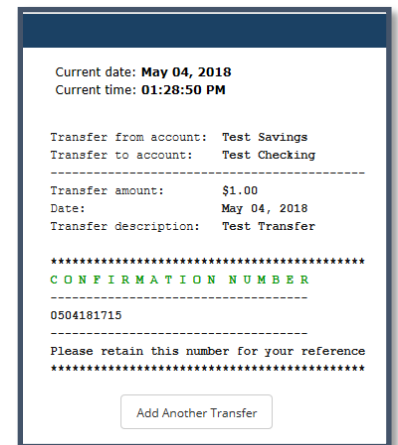 Current date: May 04, 2018
Current time: 01:28:50 PM
Transfer from account: Test Savings
Transfer to account: Test Checking
--------------------------------------------
Transfer amount: $1.00
Date: May 04, 2018
Transfer description: Test Transfer
********************************************
C O N F I R M A T I O N  N U M B E R
------------------------------------
0504181715
------------------------------------
Please retain this number for your reference
********************************************
Add Another Transfer